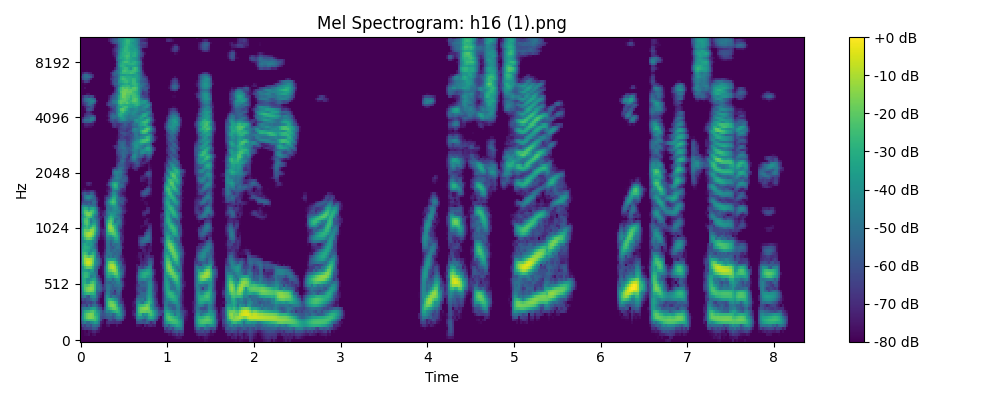 Mel Spectrogram: h16 (1).png
Hz
8192
4096
2048
1024
512
0
0 1 2 3 4 5 6 7 8
Time
+0 dB
-10 dB
-20 dB
-30 dB
-40 dB
-50 dB
-60 dB
-70 dB
-80 dB